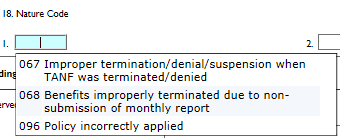 18. Nature Code
1.
2.
067 Improper termination/denial/suspension when
TANF was terminated/denied
ding
068 Benefits improperly terminated due to non-
submission of monthly report
erve
096 Policy incorrectly applied